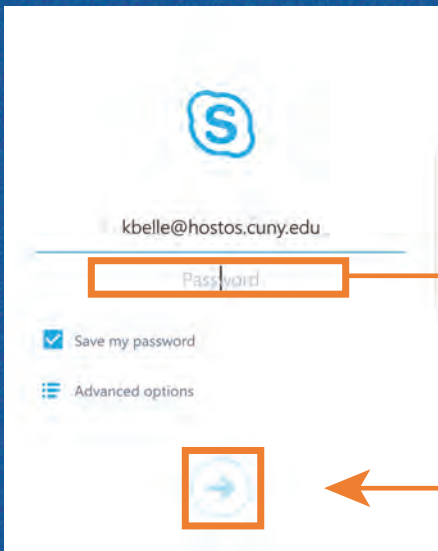 S
kbelle@hostos.cuny.edu
Password
Save my password
Advanced options